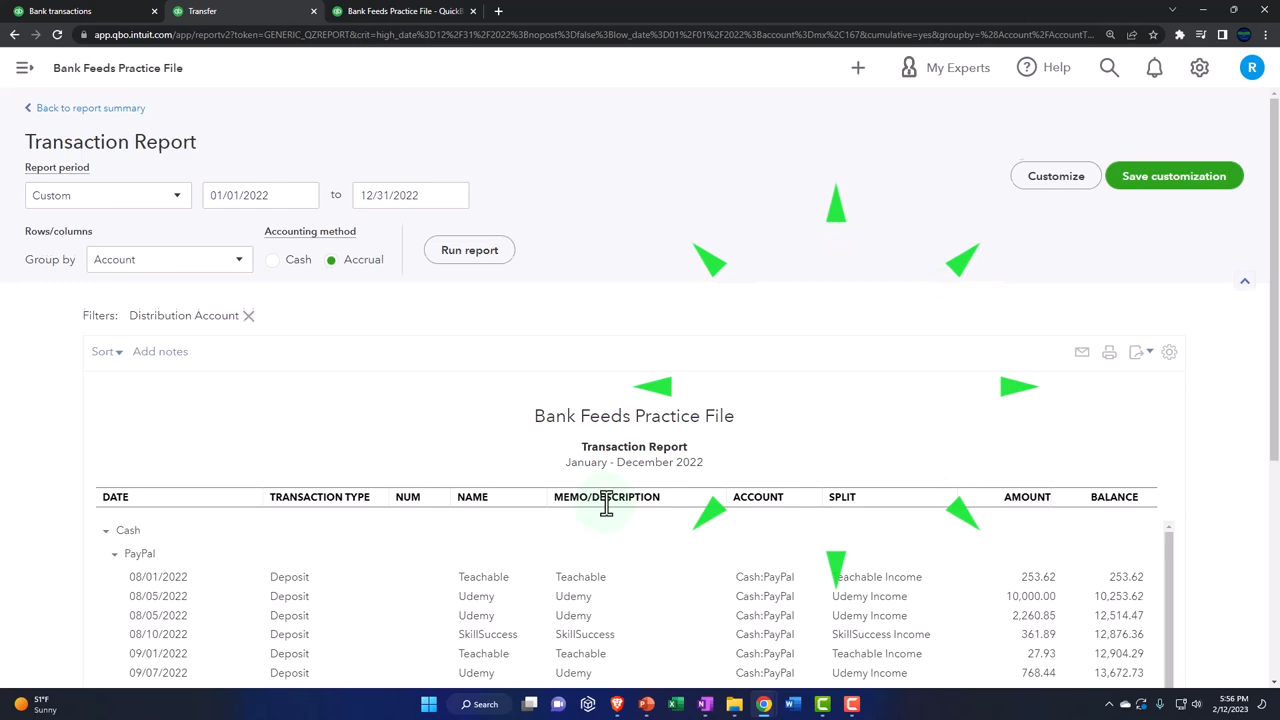 Bank transactions
Transfer
Bank Feeds Practice File – QuickB
app.qbo.intuit.com/app/reportv2?token=GENERIC_QZREPORT&crit=high_date%3D12%2F31%2F2022%3Bnopost%3Dfalse%3Blow_date%3D01%2F01%2F2022%3Baccount%3Dmx%C167%26cumulative=yes&groupby=%28Account%2FAccountT...
Bank Feeds Practice File
My Experts Help R
Back to report summary
Transaction Report
Report period
Customize Save customization
Custom 01/01/2022 to 12/31/2022
Rows/columns Accounting method
Group by Account Cash Accrual Run report
Filters: Distribution Account
Sort Add notes
Bank Feeds Practice File
Transaction Report
January - December 2022
DATE TRANSACTION TYPE NUM NAME MEMO/DESCRIPTION ACCOUNT SPLIT AMOUNT BALANCE
Cash
PayPal
08/01/2022 Deposit Teachable Teachable Cash:PayPal Teachable Income 253.62 253.62
08/05/2022 Deposit Udemy Udemy Cash:PayPal Udemy Income 10,000.00 10,253.62
08/05/2022 Deposit Udemy Udemy Cash:PayPal Udemy Income 2,260.85 12,514.47
08/10/2022 Deposit SkillSuccess SkillSuccess Cash:PayPal SkillSuccess Income 361.89 12,876.36
09/01/2022 Deposit Teachable Teachable Cash:PayPal Teachable Income 27.93 12,904.29
09/07/2022 Deposit Udemy Udemy Cash:PayPal Udemy Income 768.44 13,672.73
51°F
Sunny
Search
5:56 PM
2/12/2023